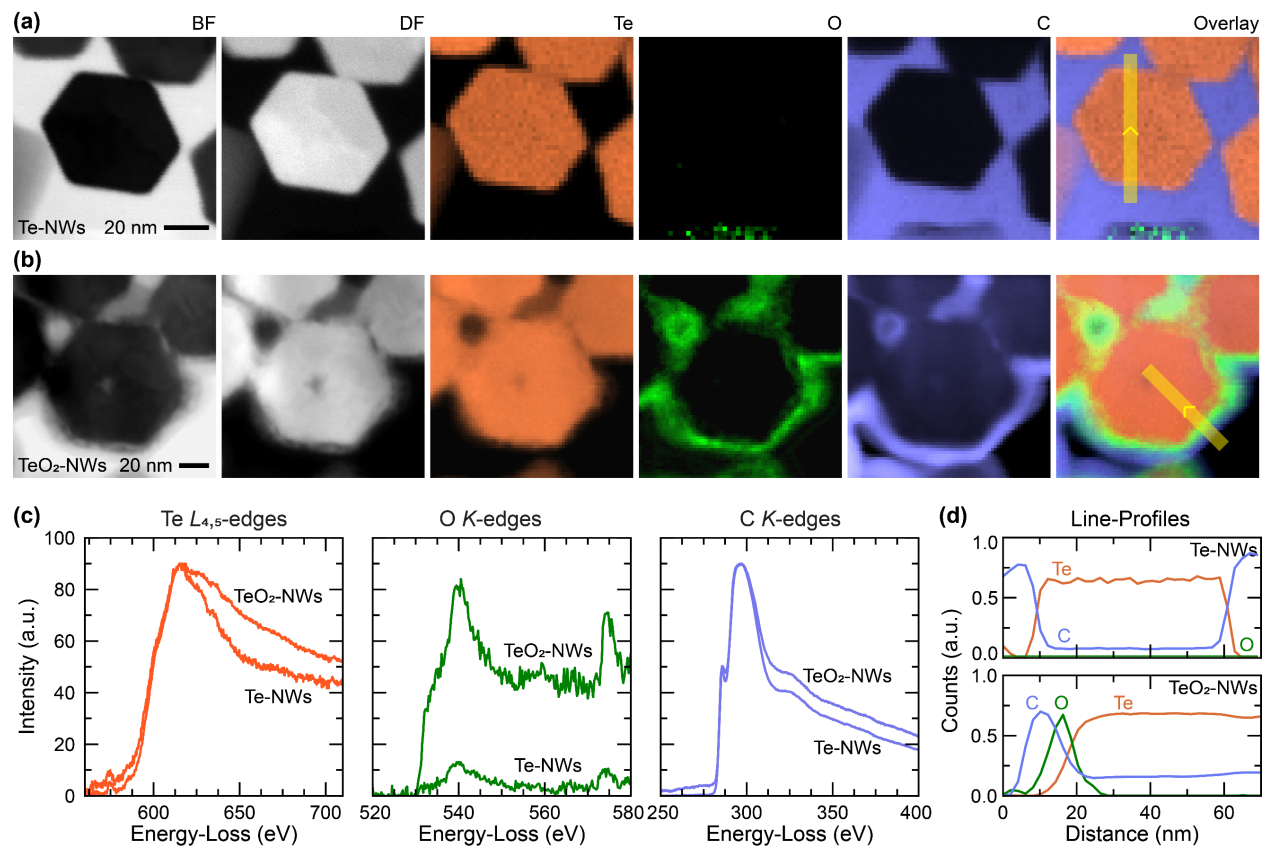 (a)
BF
DF
Te
O
C
Overlay
Te-NWs 20 nm
(b)
TeO₂-NWs 20 nm
(c)
Te L₄,₅-edges
O K-edges
C K-edges
(d)
Line-Profiles
100
80
60
40
20
0
Intensity (a.u.)
TeO₂-NWs
Te-NWs
600
650
700
Energy-Loss (eV)
TeO₂-NWs
Te-NWs
520
540
560
580
Energy-Loss (eV)
TeO₂-NWs
Te-NWs
250
300
350
400
Energy-Loss (eV)
Counts (a.u.)
1.0
0.5
0.0
Te-NWs
Te
C
O
1.0
0.5
0.0
TeO₂-NWs
C
O
Te
0
20
40
60
Distance (nm)